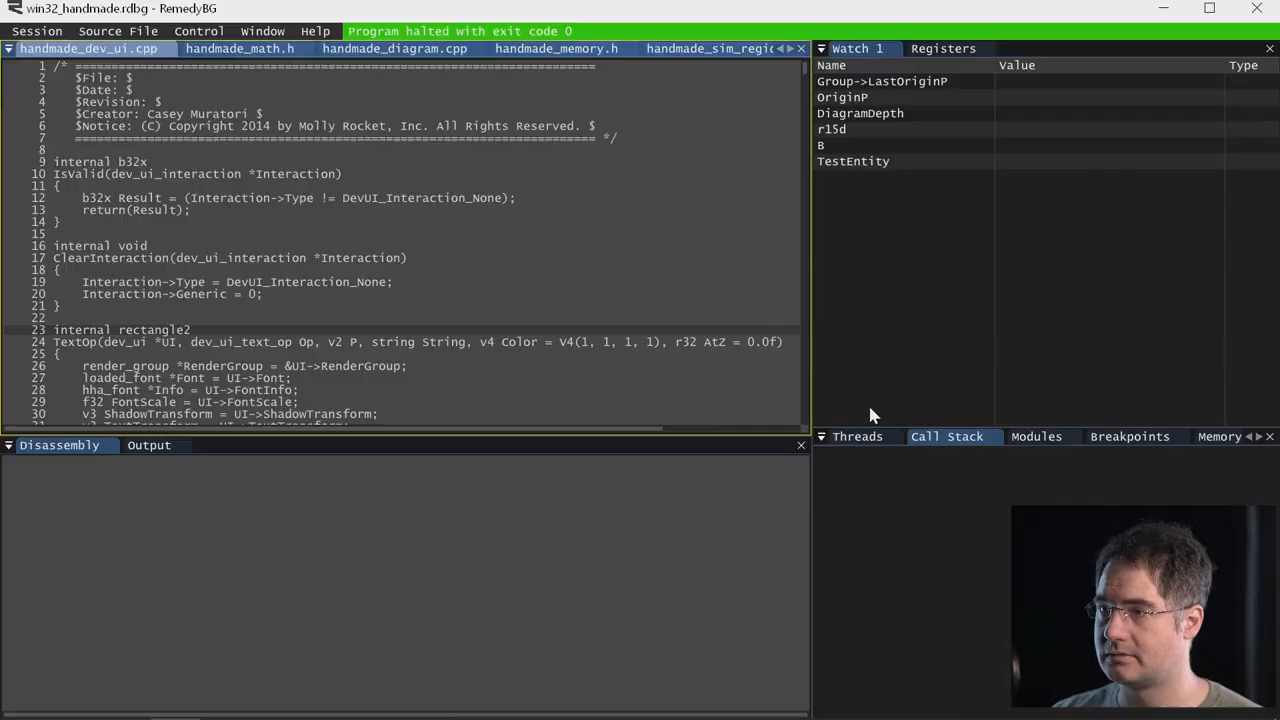 win32_handmade.rdbg - RemedyBG
Session Source File Control Window Help Program halted with exit code 0
handmade_dev_ui.cpp handmade_math.h handmade_diagram.cpp handmade_memory.h handmade_sim_regic
1 /* =====================================================================
2 $File: $
3 $Date: $
4 $Revision: $
5 $Creator: Casey Muratori $
6 $Notice: (C) Copyright 2014 by Molly Rocket, Inc. All Rights Reserved. $
7 ===================================================================== */
8
9 internal b32x
10 IsValid(dev_ui_interaction *Interaction)
11 {
12 b32x Result = (Interaction->Type != DevUI_Interaction_None);
13 return(Result);
14 }
15
16 internal void
17 ClearInteraction(dev_ui_interaction *Interaction)
18 {
19 Interaction->Type = DevUI_Interaction_None;
20 Interaction->Generic = 0;
21 }
22
23 internal rectangle2
24 TextOp(dev_ui *UI, dev_ui_text_op Op, v2 P, string String, v4 Color = V4(1, 1, 1, 1), r32 AtZ = 0.0f)
25 {
26 render_group *RenderGroup = &UI->RenderGroup;
27 loaded_font *Font = UI->Font;
28 hha_font *Info = UI->FontInfo;
29 f32 FontScale = UI->FontScale;
30 v3 ShadowTransform = UI->ShadowTransform;
Disassembly Output
Watch 1 Registers
Name Value Type
Group->LastOriginP
OriginP
DiagramDepth
r15d
B
TestEntity
Threads Call Stack Modules Breakpoints Memory